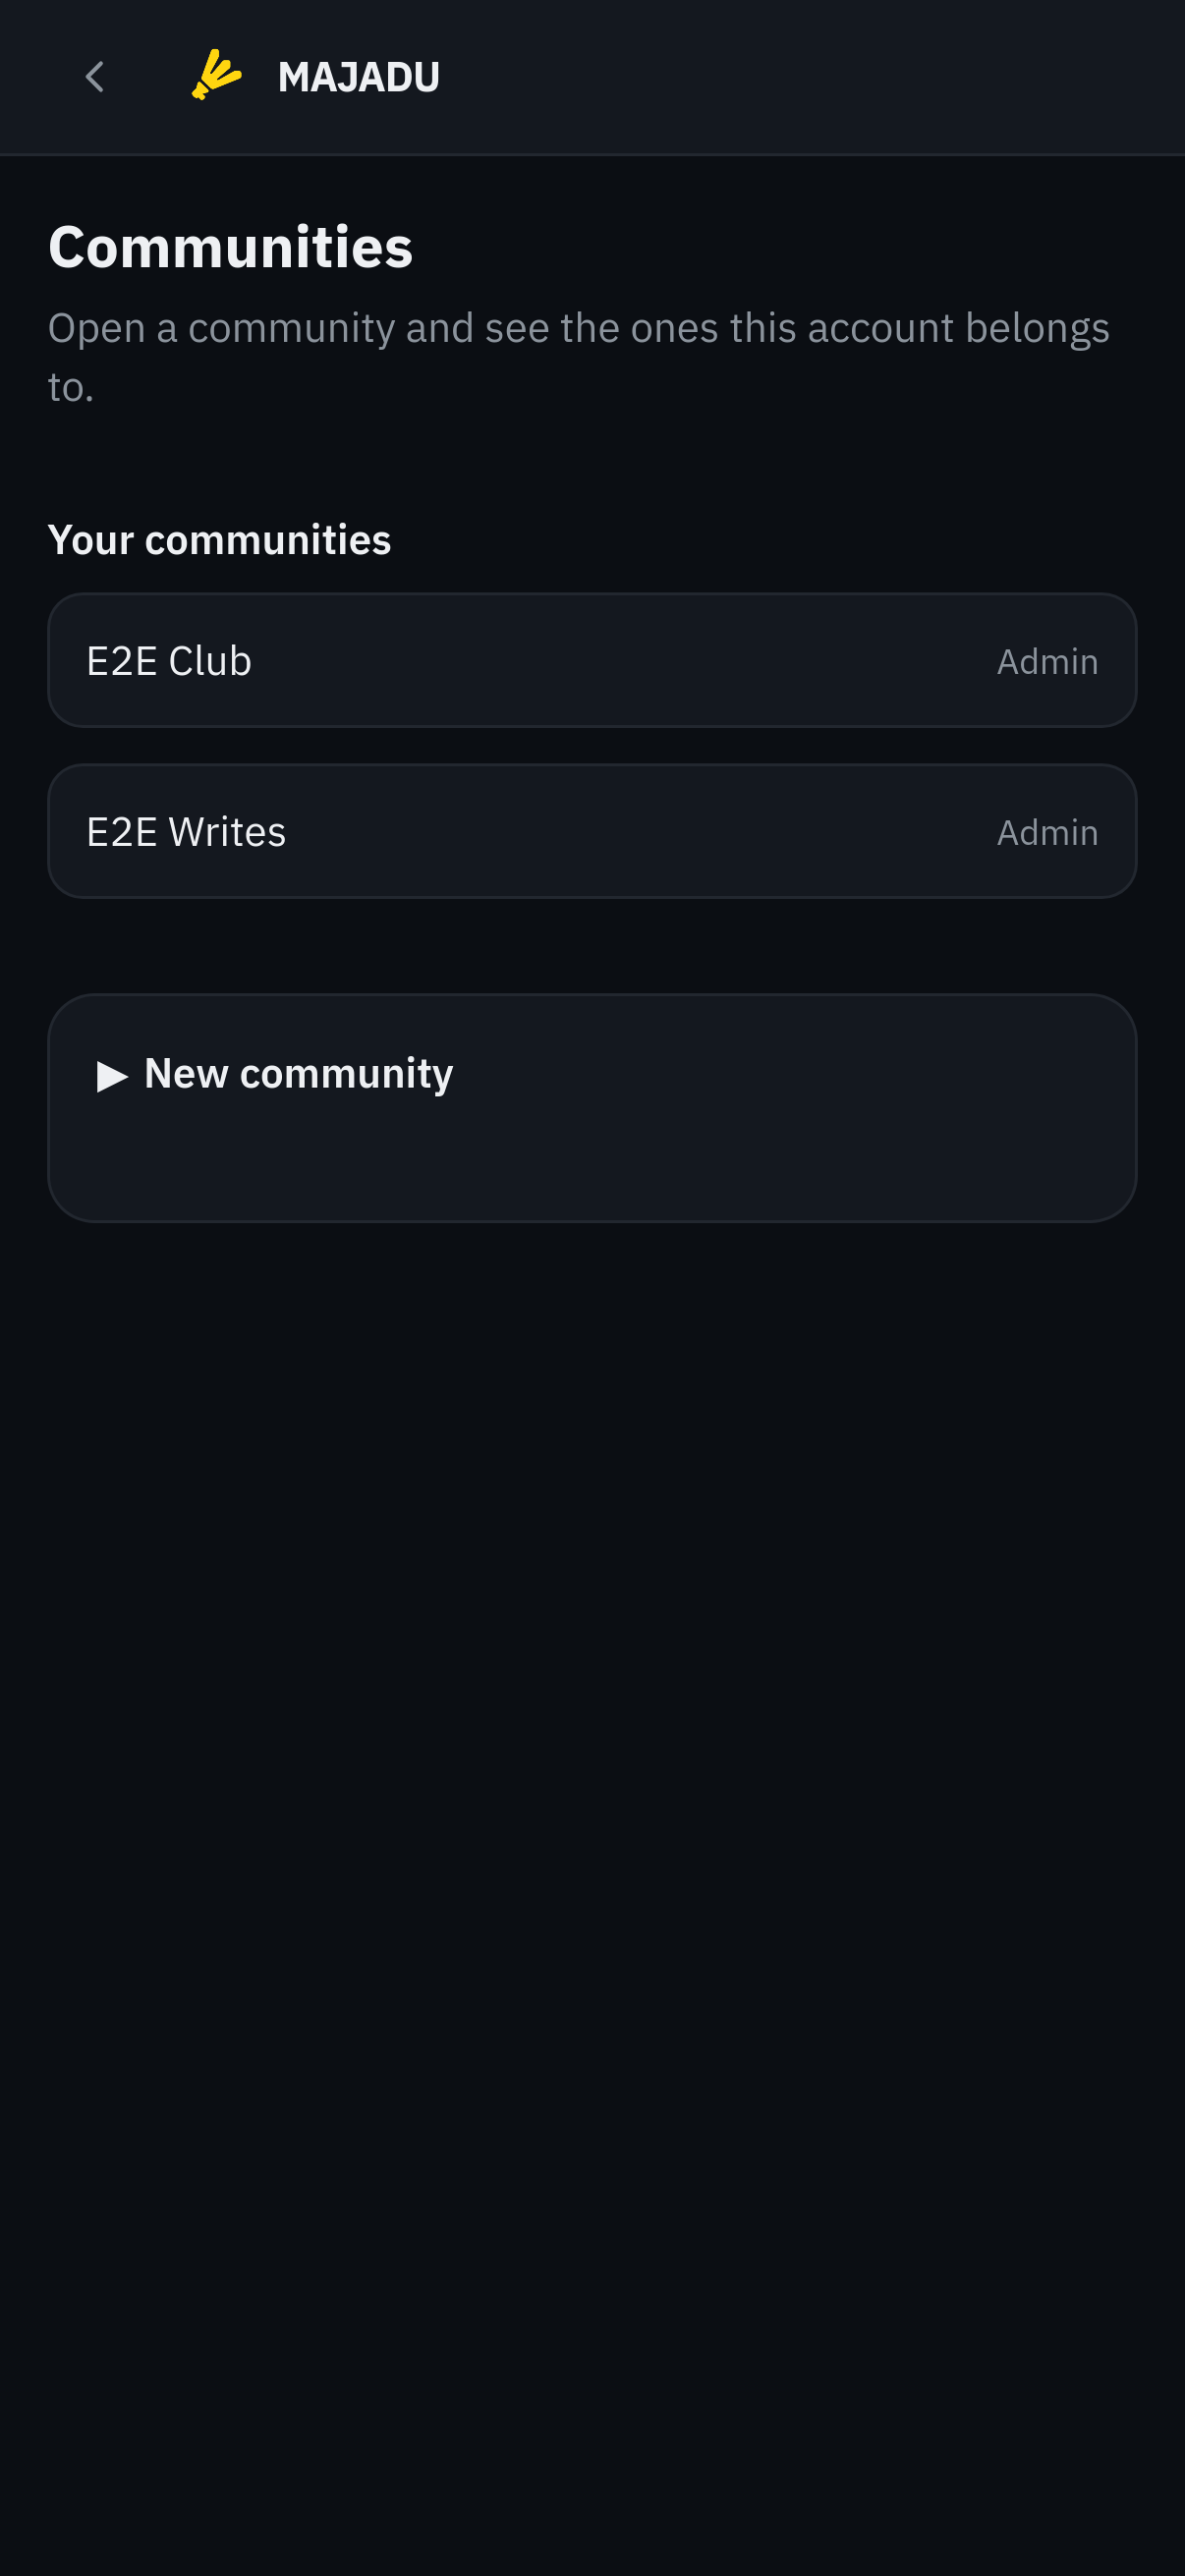 MAJADU
Communities
Open a community and see the ones this account belongs
to.
Your communities
E2E Club
Admin
E2E Writes
Admin
▶ New community